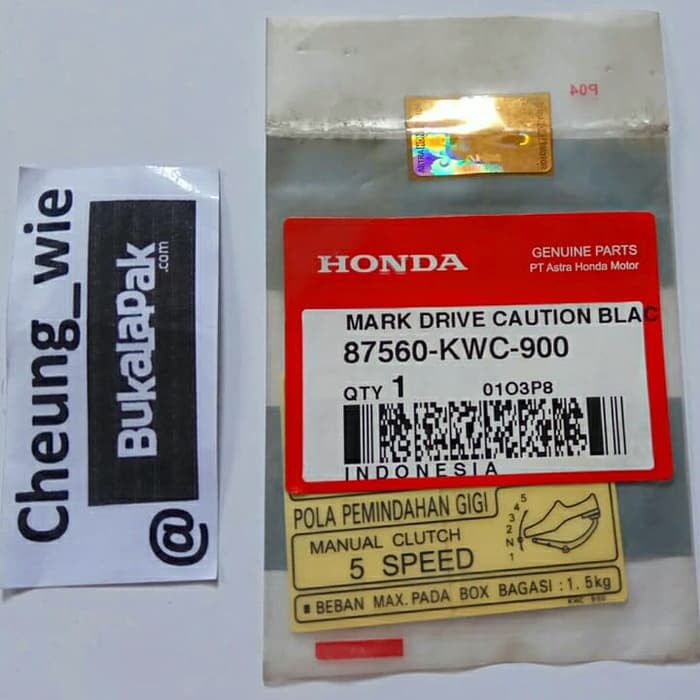 Cheung_wie
@ BukaLapak
.com
P04
HONDA
GENUINE PARTS
PT Astra Honda Motor
MARK DRIVE CAUTION BLAC
87560-KWC-900
QTY 1
01O3P8
INDONESIA
POLA PEMINDAHAN GIGI
MANUAL CLUTCH
5 SPEED
5
4
3
2
N
1
■ BEBAN MAX. PADA BOX BAGASI : 1.5kg
KWC 900